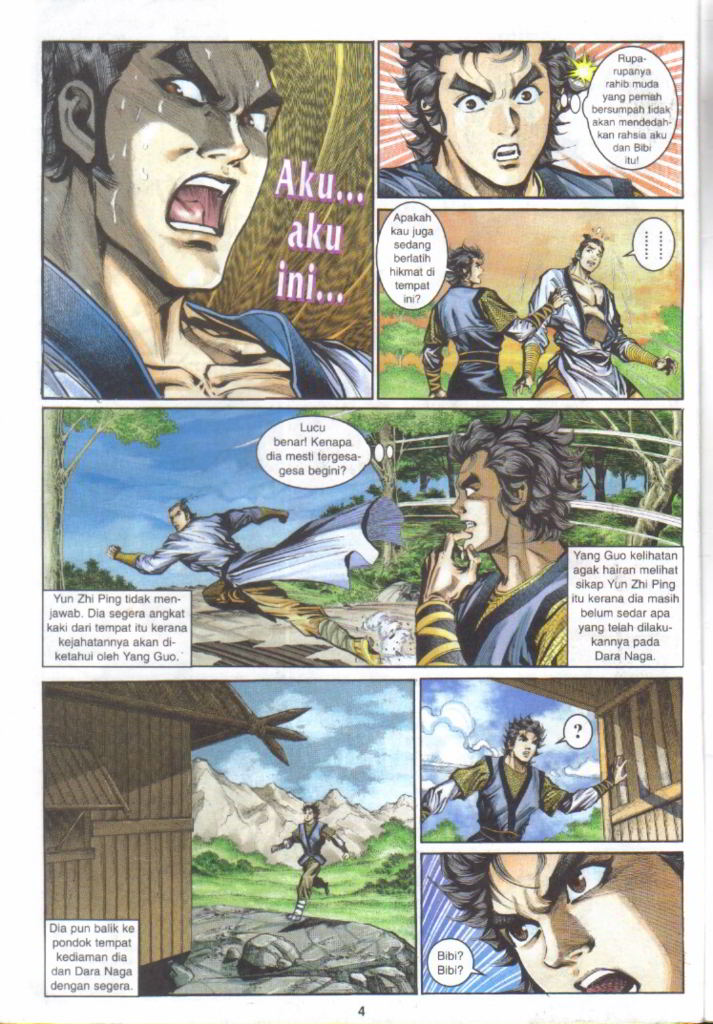 Aku...
aku
ini...
Rupa-
rupanya
rahib muda
yang pernah
bersumpah tidak
akan mendedah-
kan rahsia aku
dan Bibi
itu!
Apakah
kau juga
sedang
berlatih
hikmat di
tempat
ini?
Lucu
benar! Kenapa
dia mesti tergesa-
gesa begini?
Yun Zhi Ping tidak men-
jawab. Dia segera angkat
kaki dari tempat itu kerana
kejahatannya akan di-
ketahui oleh Yang Guo.
Yang Guo kelihatan
agak hairan melihat
sikap Yun Zhi Ping
itu kerana dia masih
belum sedar apa
yang telah dilaku-
kannya pada
Dara Naga.
Dia pun balik ke
pondok tempat
kediaman dia
dan Dara Naga
dengan segera.
?
Bibi?
Bibi?
4